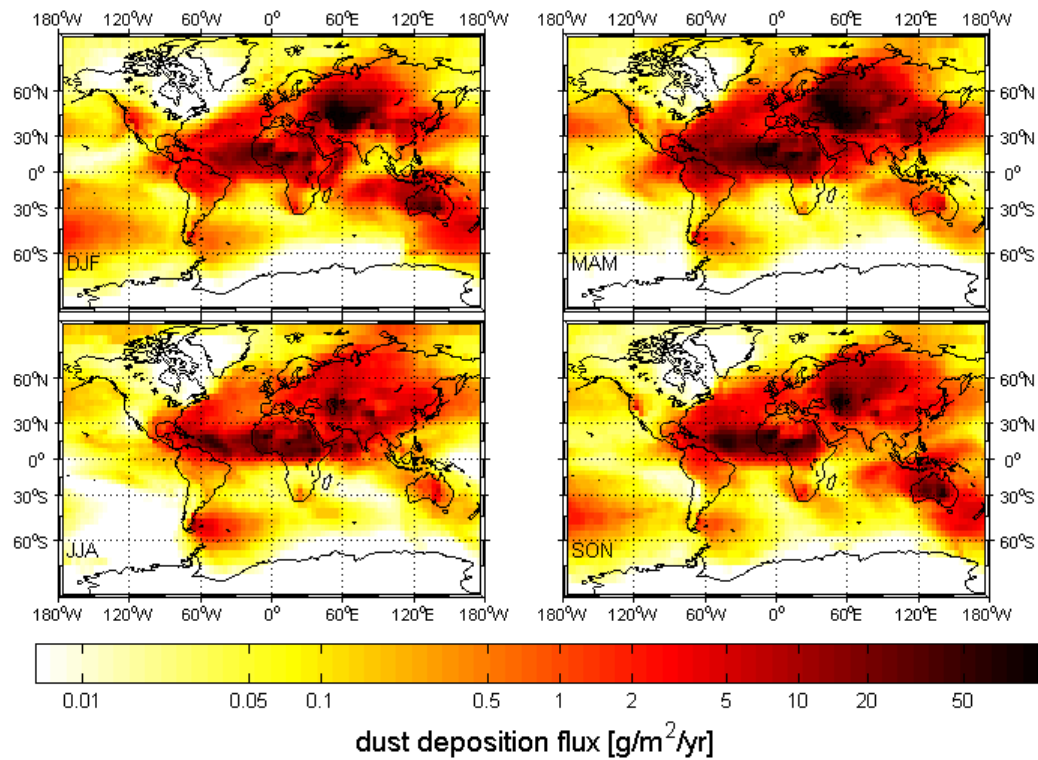 180°W 120°W 60°W 0° 60°E 120°E 180°E 180°W 120°W 60°W 0° 60°E 120°E 180°E
60°N 60°N
30°N 30°N
0° 0°
30°S 30°S
60°S 60°S
DJF MAM
60°N 60°N
30°N 30°N
0° 0°
30°S 30°S
60°S 60°S
JJA SON
180°W 120°W 60°W 0° 60°E 120°E 180°E 180°W 120°W 60°W 0° 60°E 120°E 180°E
0.01 0.05 0.1 0.5 1 2 5 10 20 50
dust deposition flux [g/m²/yr]